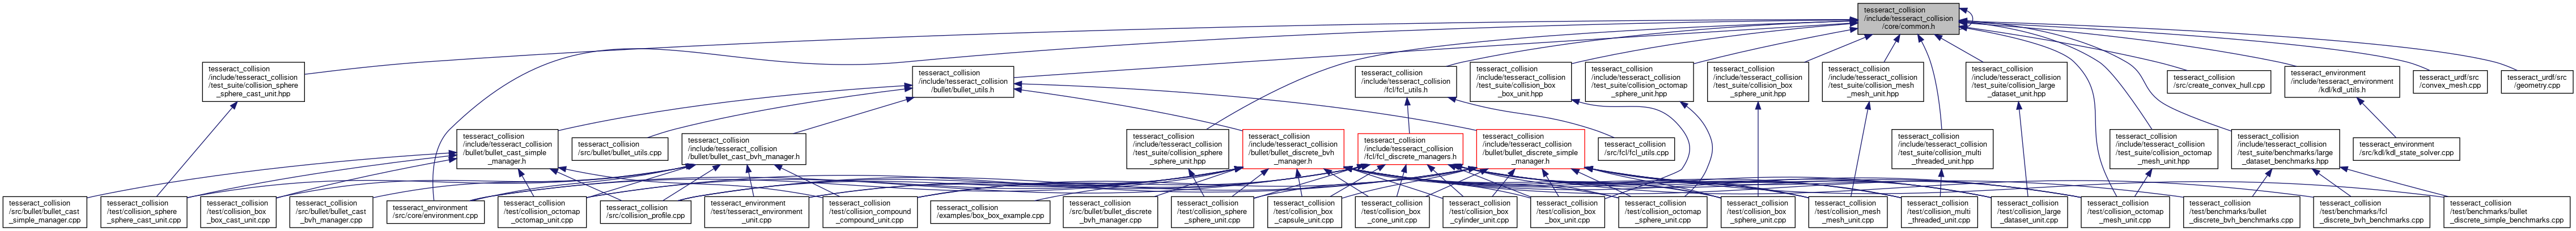 tesseract_collision
/include/tesseract_collision
/core/common.h
tesseract_collision
/include/tesseract_collision
/test_suite/collision_sphere
_sphere_cast_unit.hpp
tesseract_collision
/include/tesseract_collision
/bullet/bullet_utils.h
tesseract_collision
/include/tesseract_collision
/fcl/fcl_utils.h
tesseract_collision
/include/tesseract_collision
/test_suite/collision_box
_box_unit.hpp
tesseract_collision
/include/tesseract_collision
/test_suite/collision_octomap
_sphere_unit.hpp
tesseract_collision
/include/tesseract_collision
/test_suite/collision_box
_sphere_unit.hpp
tesseract_collision
/include/tesseract_collision
/test_suite/collision_mesh
_mesh_unit.hpp
tesseract_collision
/include/tesseract_collision
/test_suite/collision_large
_dataset_unit.hpp
tesseract_collision
/src/create_convex_hull.cpp
tesseract_environment
/include/tesseract_environment
/kdl/kdl_utils.h
tesseract_urdf/src
/convex_mesh.cpp
tesseract_urdf/src
/geometry.cpp
tesseract_collision
/include/tesseract_collision
/bullet/bullet_cast_simple
_manager.h
tesseract_collision
/src/bullet/bullet_utils.cpp
tesseract_collision
/include/tesseract_collision
/bullet/bullet_cast_bvh_manager.h
tesseract_collision
/include/tesseract_collision
/test_suite/collision_sphere
_sphere_unit.hpp
tesseract_collision
/include/tesseract_collision
/bullet/bullet_discrete_bvh
_manager.h
tesseract_collision
/include/tesseract_collision
/fcl/fcl_discrete_managers.h
tesseract_collision
/include/tesseract_collision
/bullet/bullet_discrete_simple
_manager.h
tesseract_collision
/src/fcl/fcl_utils.cpp
tesseract_collision
/include/tesseract_collision
/test_suite/collision_multi
_threaded_unit.hpp
tesseract_collision
/include/tesseract_collision
/test_suite/collision_octomap
_mesh_unit.hpp
tesseract_collision
/include/tesseract_collision
/test_suite/benchmarks/large
_dataset_benchmarks.hpp
tesseract_environment
/src/kdl/kdl_state_solver.cpp
tesseract_collision
/src/bullet/bullet_cast
_simple_manager.cpp
tesseract_collision
/test/collision_sphere
_sphere_cast_unit.cpp
tesseract_collision
/test/collision_box
_box_cast_unit.cpp
tesseract_collision
/src/bullet/bullet_cast
_bvh_manager.cpp
tesseract_environment
/src/core/environment.cpp
tesseract_collision
/test/collision_octomap
_octomap_unit.cpp
tesseract_collision
/src/collision_profile.cpp
tesseract_environment
/test/tesseract_environment
_unit.cpp
tesseract_collision
/test/collision_compound
_compound_unit.cpp
tesseract_collision
/examples/box_box_example.cpp
tesseract_collision
/src/bullet/bullet_discrete
_bvh_manager.cpp
tesseract_collision
/test/collision_sphere
_sphere_unit.cpp
tesseract_collision
/test/collision_box
_capsule_unit.cpp
tesseract_collision
/test/collision_box
_cone_unit.cpp
tesseract_collision
/test/collision_box
_cylinder_unit.cpp
tesseract_collision
/test/collision_box
_box_unit.cpp
tesseract_collision
/test/collision_octomap
_sphere_unit.cpp
tesseract_collision
/test/collision_box
_sphere_unit.cpp
tesseract_collision
/test/collision_mesh
_mesh_unit.cpp
tesseract_collision
/test/collision_multi
_threaded_unit.cpp
tesseract_collision
/test/collision_large
_dataset_unit.cpp
tesseract_collision
/test/collision_octomap
_mesh_unit.cpp
tesseract_collision
/test/benchmarks/bullet
_discrete_bvh_benchmarks.cpp
tesseract_collision
/test/benchmarks/fcl
_discrete_bvh_benchmarks.cpp
tesseract_collision
/test/benchmarks/bullet
_discrete_simple_benchmarks.cpp